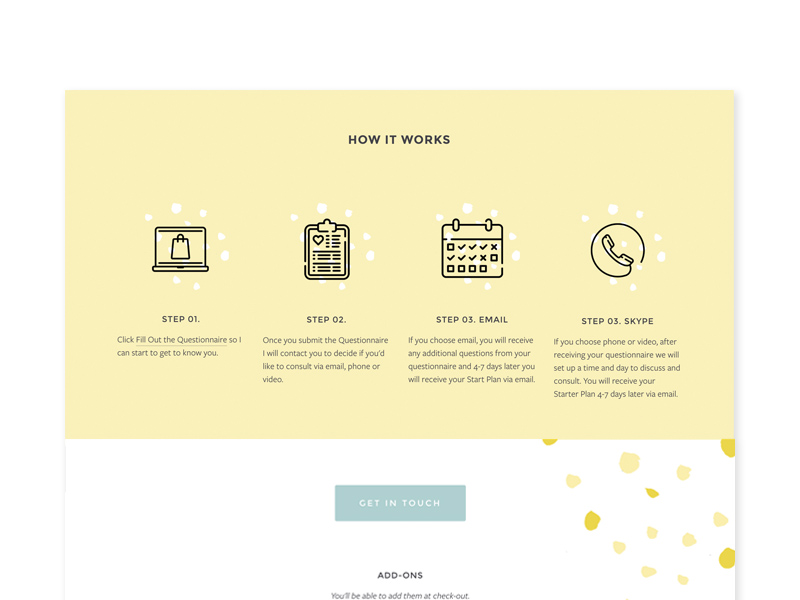 HOW IT WORKS
STEP 01.
Click Fill Out the Questionnaire so I
can start to get to know you.
STEP 02.
Once you submit the Questionnaire
I will contact you to decide if you'd
like to consult via email, phone or
video.
STEP 03. EMAIL
If you choose email, you will receive
any additional questions from your
questionnaire and 4-7 days later you
will receive your Start Plan via email.
STEP 03. SKYPE
If you choose phone or video, after
receiving your questionnaire we will
set up a time and day to discuss and
consult. You will receive your
Starter Plan 4-7 days later via email.
GET IN TOUCH
ADD-ONS
You'll be able to add them at check-out.